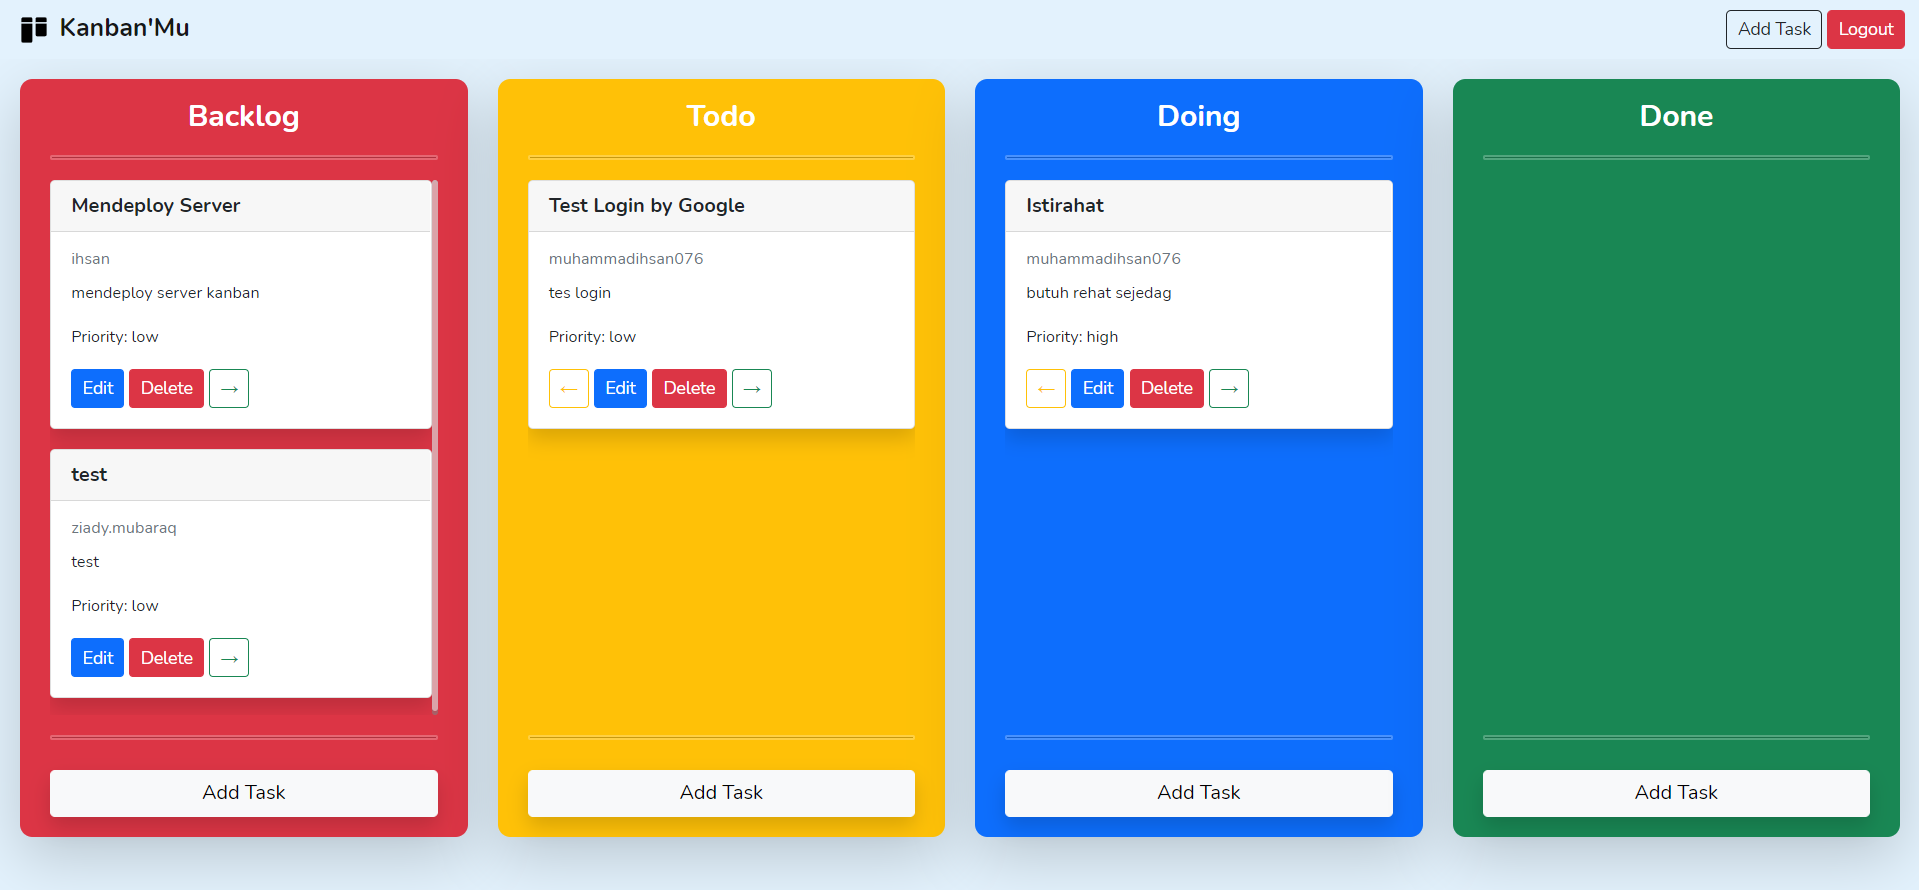 Kanban'Mu
Add Task
Logout
Backlog
Mendeploy Server
ihsan
mendeploy server kanban
Priority: low
Edit Delete →
test
ziady.mubaraq
test
Priority: low
Edit Delete →
Add Task
Todo
Test Login by Google
muhammadihsan076
tes login
Priority: low
← Edit Delete →
Add Task
Doing
Istirahat
muhammadihsan076
butuh rehat sejedag
Priority: high
← Edit Delete →
Add Task
Done
Add Task